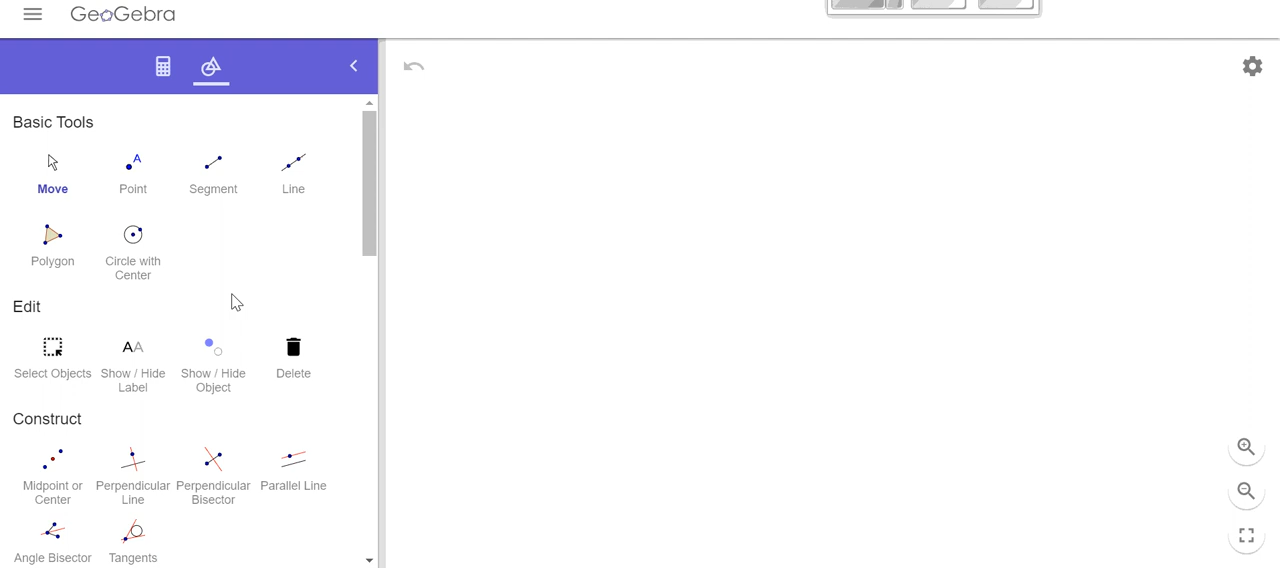 GeoGebra
Basic Tools
A
Move Point Segment Line
Polygon Circle with
Center
Edit
AA
Select Objects Show / Hide Show / Hide Delete
Label Object
Construct
Midpoint or Perpendicular Perpendicular Parallel Line
Center Line Bisector
Angle Bisector Tangents